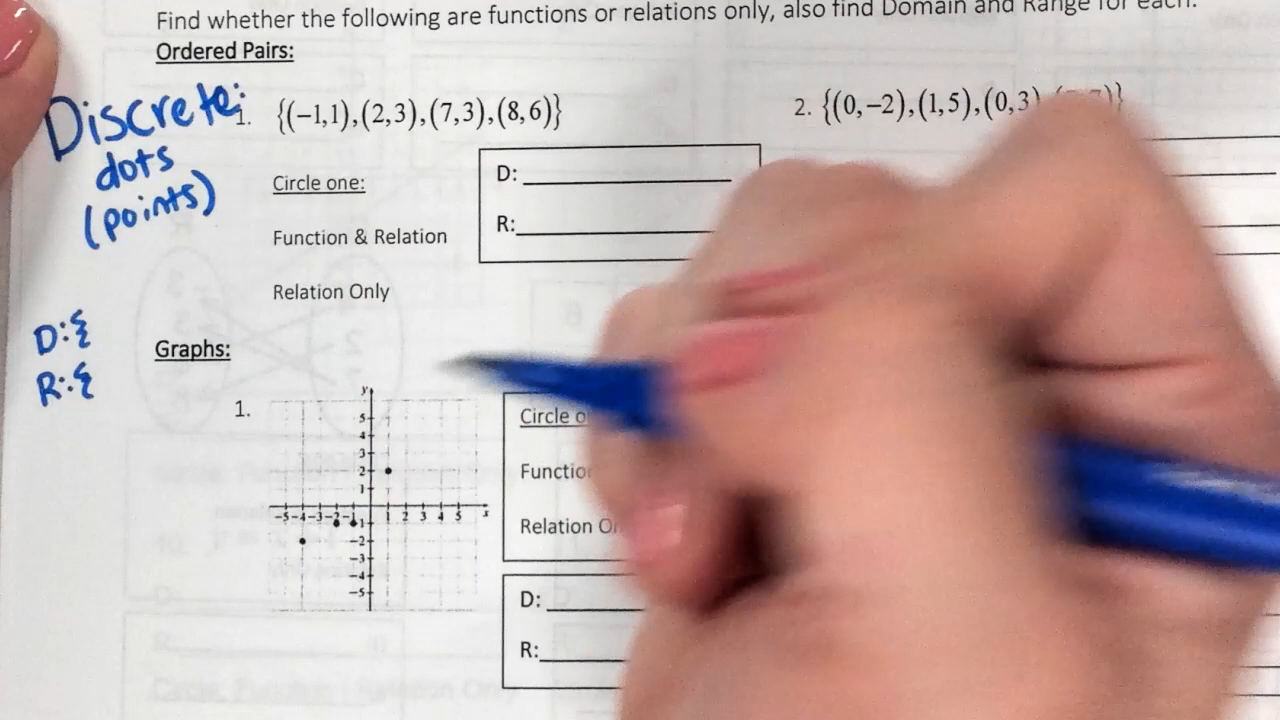 Find whether the following are functions or relations only, also find Domain and Range for each.
Ordered Pairs:
Discrete:
dots
(points)
1. {(−1,1),(2,3),(7,3),(8,6)}
2. {(0,−2),(1,5),(0,3)
Circle one:
Function & Relation
Relation Only
D:
R:
D:{
R:{
Graphs:
1.
y
5
4
3
2
1
-5 -4 -3 -2 -1 2 3 4 5 x
-2
-3
-4
-5
Circle
Relation
D:
R: